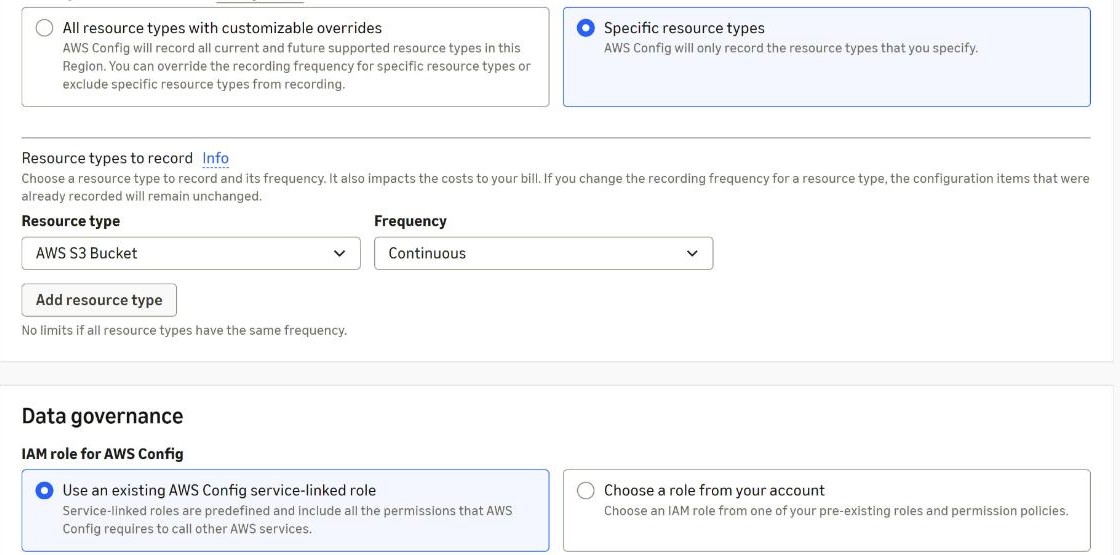 All resource types with customizable overrides
AWS Config will record all current and future supported resource types in this
Region. You can override the recording frequency for specific resource types or
exclude specific resource types from recording.
Specific resource types
AWS Config will only record the resource types that you specify.
Resource types to record Info
Choose a resource type to record and its frequency. It also impacts the costs to your bill. If you change the recording frequency for a resource type, the configuration items that were
already recorded will remain unchanged.
Resource type
Frequency
AWS S3 Bucket
Continuous
Add resource type
No limits if all resource types have the same frequency.
Data governance
IAM role for AWS Config
Use an existing AWS Config service-linked role
Service-linked roles are predefined and include all the permissions that AWS
Config requires to call other AWS services.
Choose a role from your account
Choose an IAM role from one of your pre-existing roles and permission policies.